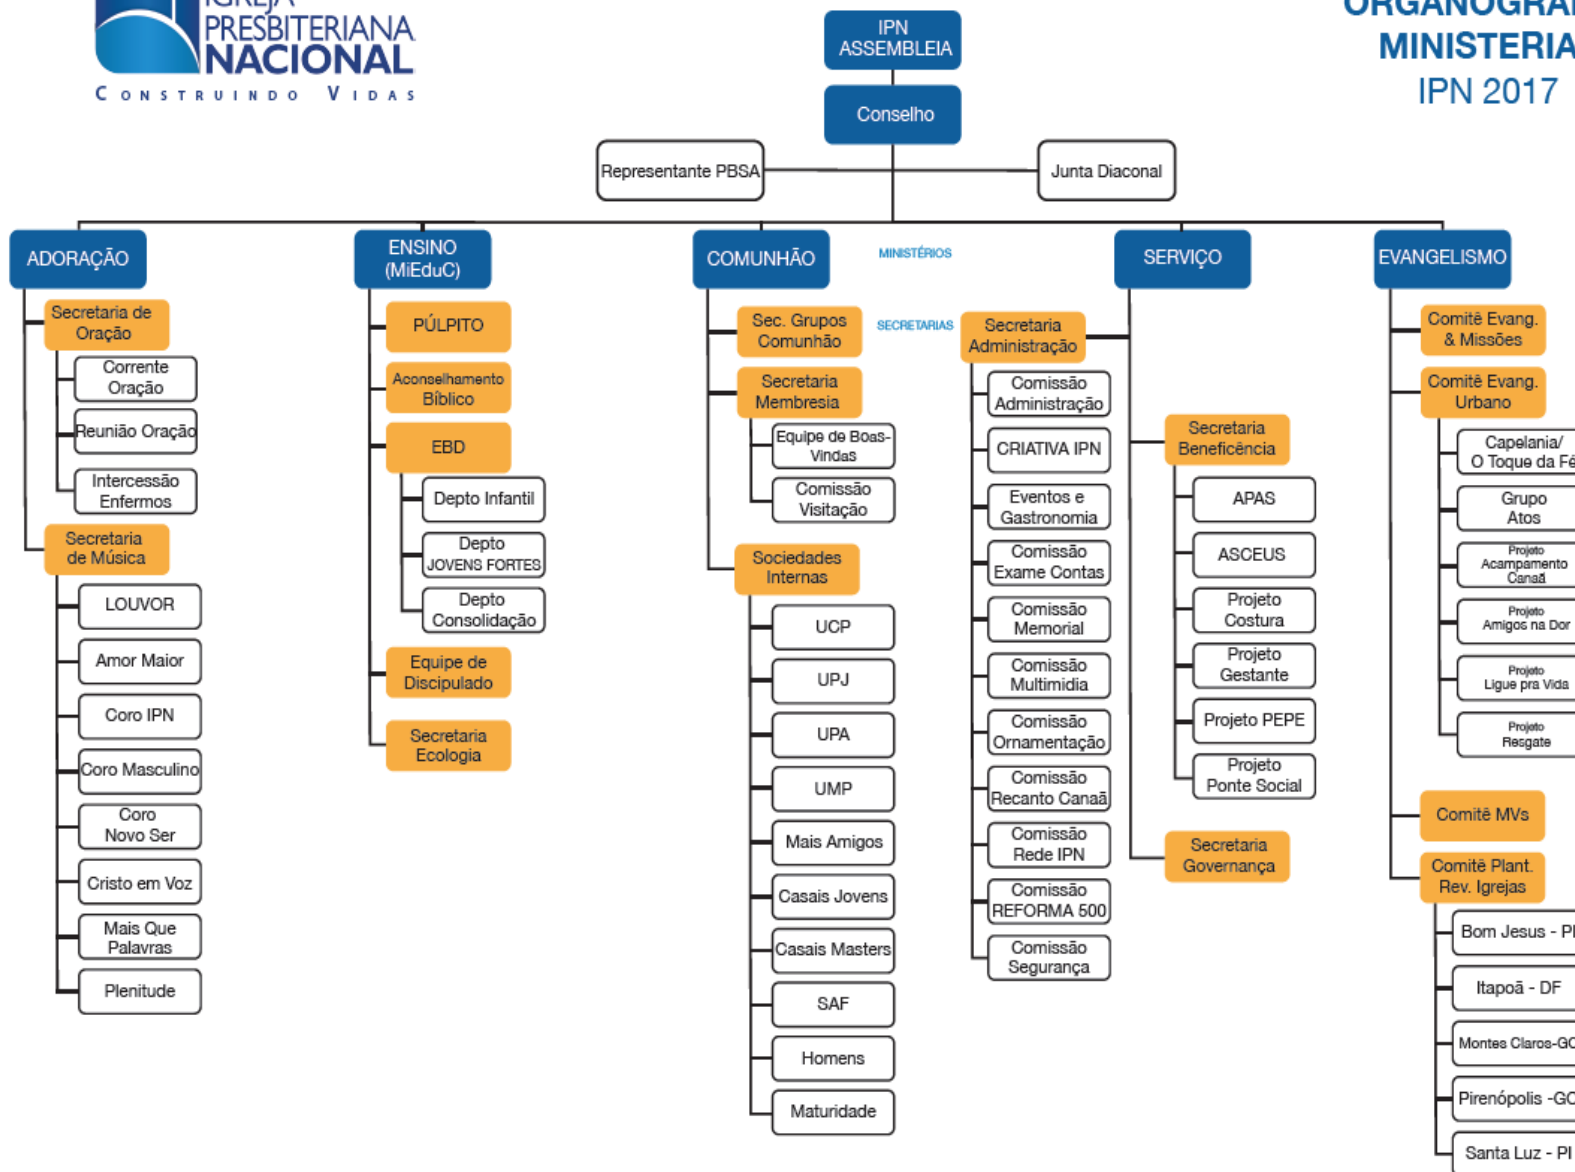 IGREJA
PRESBITERIANA
NACIONAL
CONSTRUINDO VIDAS
MINISTERIA
IPN 2017
IPN
ASSEMBLEIA
Conselho
Representante PBSA
Junta Diaconal
MINISTÉRIOS
SECRETARIAS
ADORAÇÃO
Secretaria de
Oração
Corrente
Oração
Reunião Oração
Intercessão
Enfermos
Secretaria
de Música
LOUVOR
Amor Maior
Coro IPN
Coro Masculino
Coro
Novo Ser
Cristo em Voz
Mais Que
Palavras
Plenitude
ENSINO
(MiEduC)
PÚLPITO
Aconselhamento
Bíblico
EBD
Depto Infantil
Depto
JOVENS FORTES
Depto
Consolidação
Equipe de
Discipulado
Secretaria
Ecologia
COMUNHÃO
Sec. Grupos
Comunhão
Secretaria
Membresia
Equipe de Boas-
Vindas
Comissão
Visitação
Sociedades
Internas
UCP
UPJ
UPA
UMP
Mais Amigos
Casais Jovens
Casais Masters
SAF
Homens
Maturidade
SERVIÇO
Secretaria
Administração
Comissão
Administração
CRIATIVA IPN
Eventos e
Gastronomia
Comissão
Exame Contas
Comissão
Memorial
Comissão
Multimidia
Comissão
Ornamentação
Comissão
Recanto Canaã
Comissão
Rede IPN
Comissão
REFORMA 500
Comissão
Segurança
Secretaria
Beneficência
APAS
ASCEUS
Projeto
Costura
Projeto
Gestante
Projeto PEPE
Projeto
Ponte Social
Secretaria
Governança
EVANGELISMO
Comitê Evang.
& Missões
Comitê Evang.
Urbano
Capelania/
O Toque da Fé
Grupo
Atos
Projeto
Acampamento
Canaã
Projeto
Amigos na Dor
Projeto
Ligue pra Vida
Projeto
Resgate
Comitê MVs
Comitê Plant.
Rev. Igrejas
Bom Jesus - PI
Itapoã - DF
Montes Claros-GO
Pirenópolis -GO
Santa Luz - PI